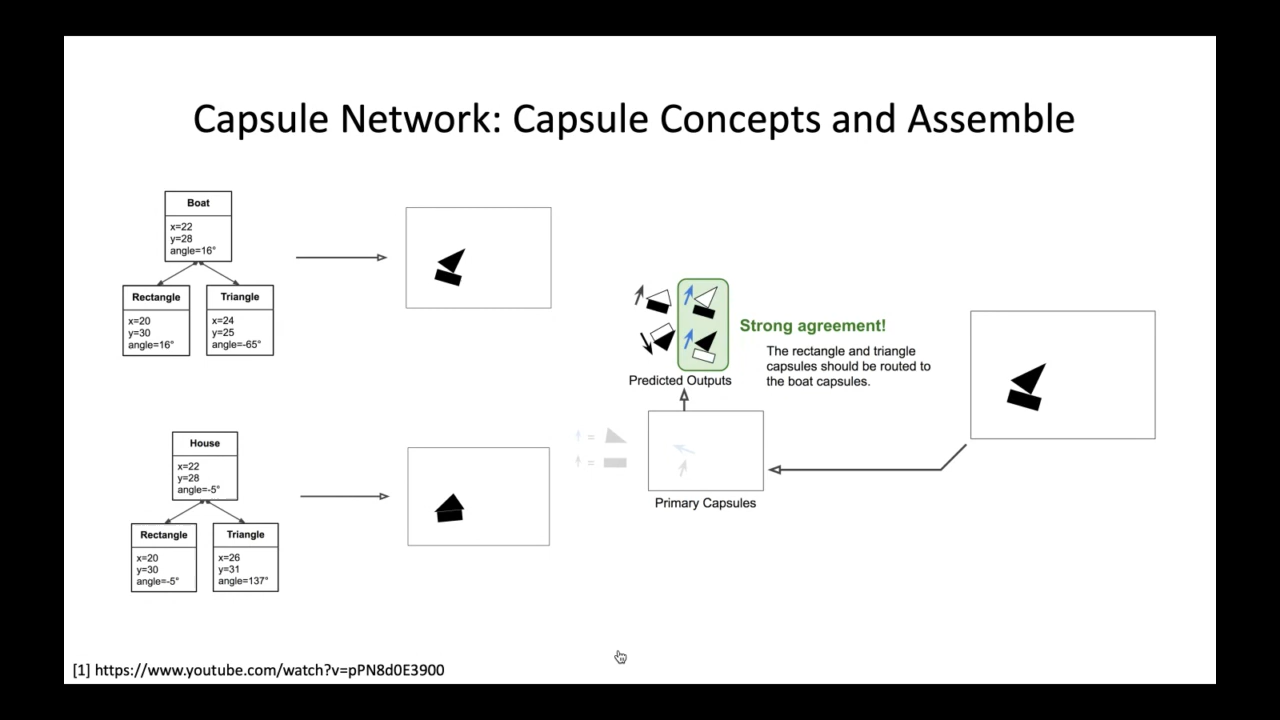 Capsule Network: Capsule Concepts and Assemble
Boat
x=22
y=28
angle=16°
Rectangle
x=20
y=30
angle=16°
Triangle
x=24
y=25
angle=-65°
House
x=22
y=28
angle=-5°
Rectangle
x=20
y=30
angle=-5°
Triangle
x=26
y=31
angle=137°
Strong agreement!
The rectangle and triangle
capsules should be routed to
the boat capsules.
Predicted Outputs
=
=
Primary Capsules
[1] https://www.youtube.com/watch?v=pPN8d0E3900